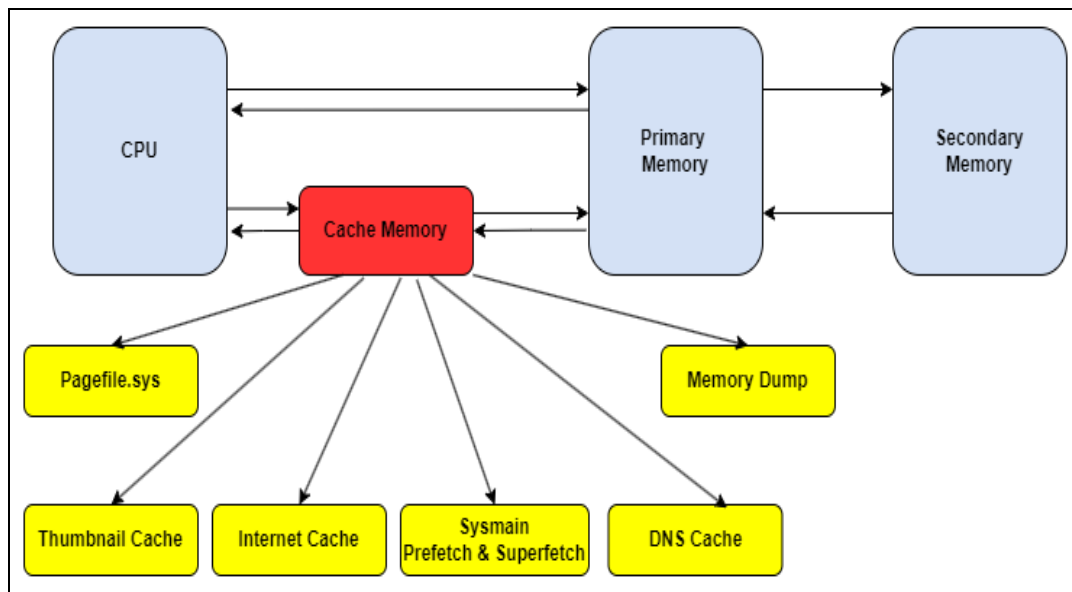 CPU
Primary
Memory
Secondary
Memory
Cache Memory
Pagefile.sys
Memory Dump
Thumbnail Cache
Internet Cache
Sysmain
Prefetch & Superfetch
DNS Cache